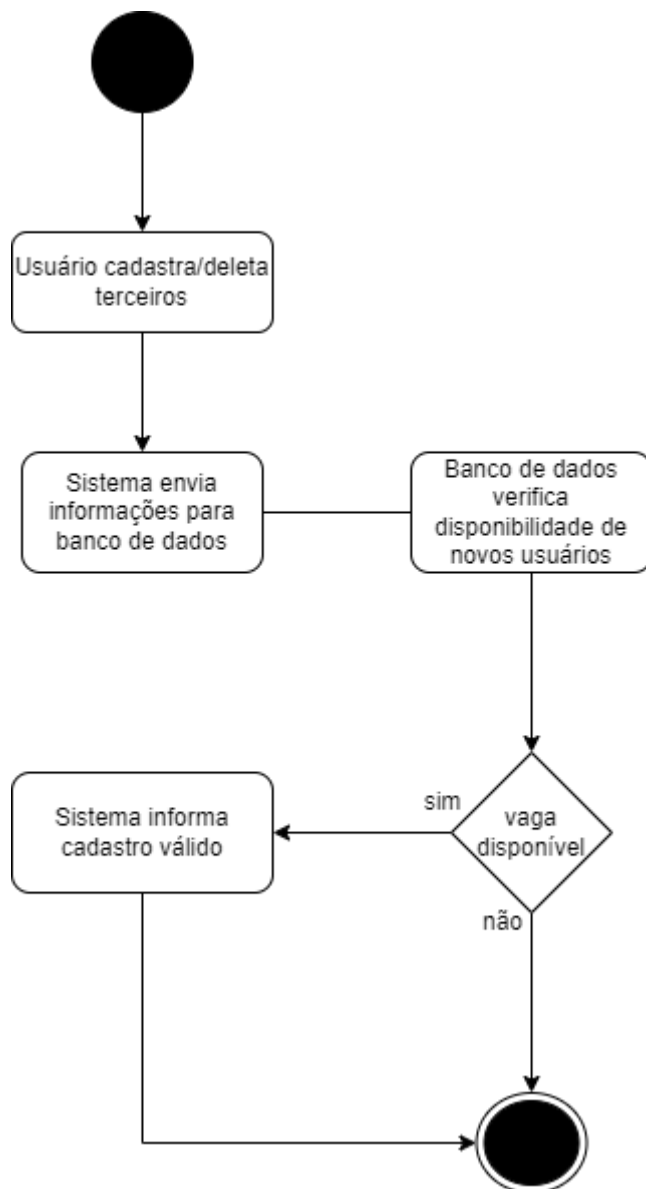 Usuário cadastra/deleta
terceiros
Sistema envia
informações para
banco de dados
Banco de dados
verifica
disponibilidade de
novos usuários
sim
vaga
disponível
Sistema informa
cadastro válido
não